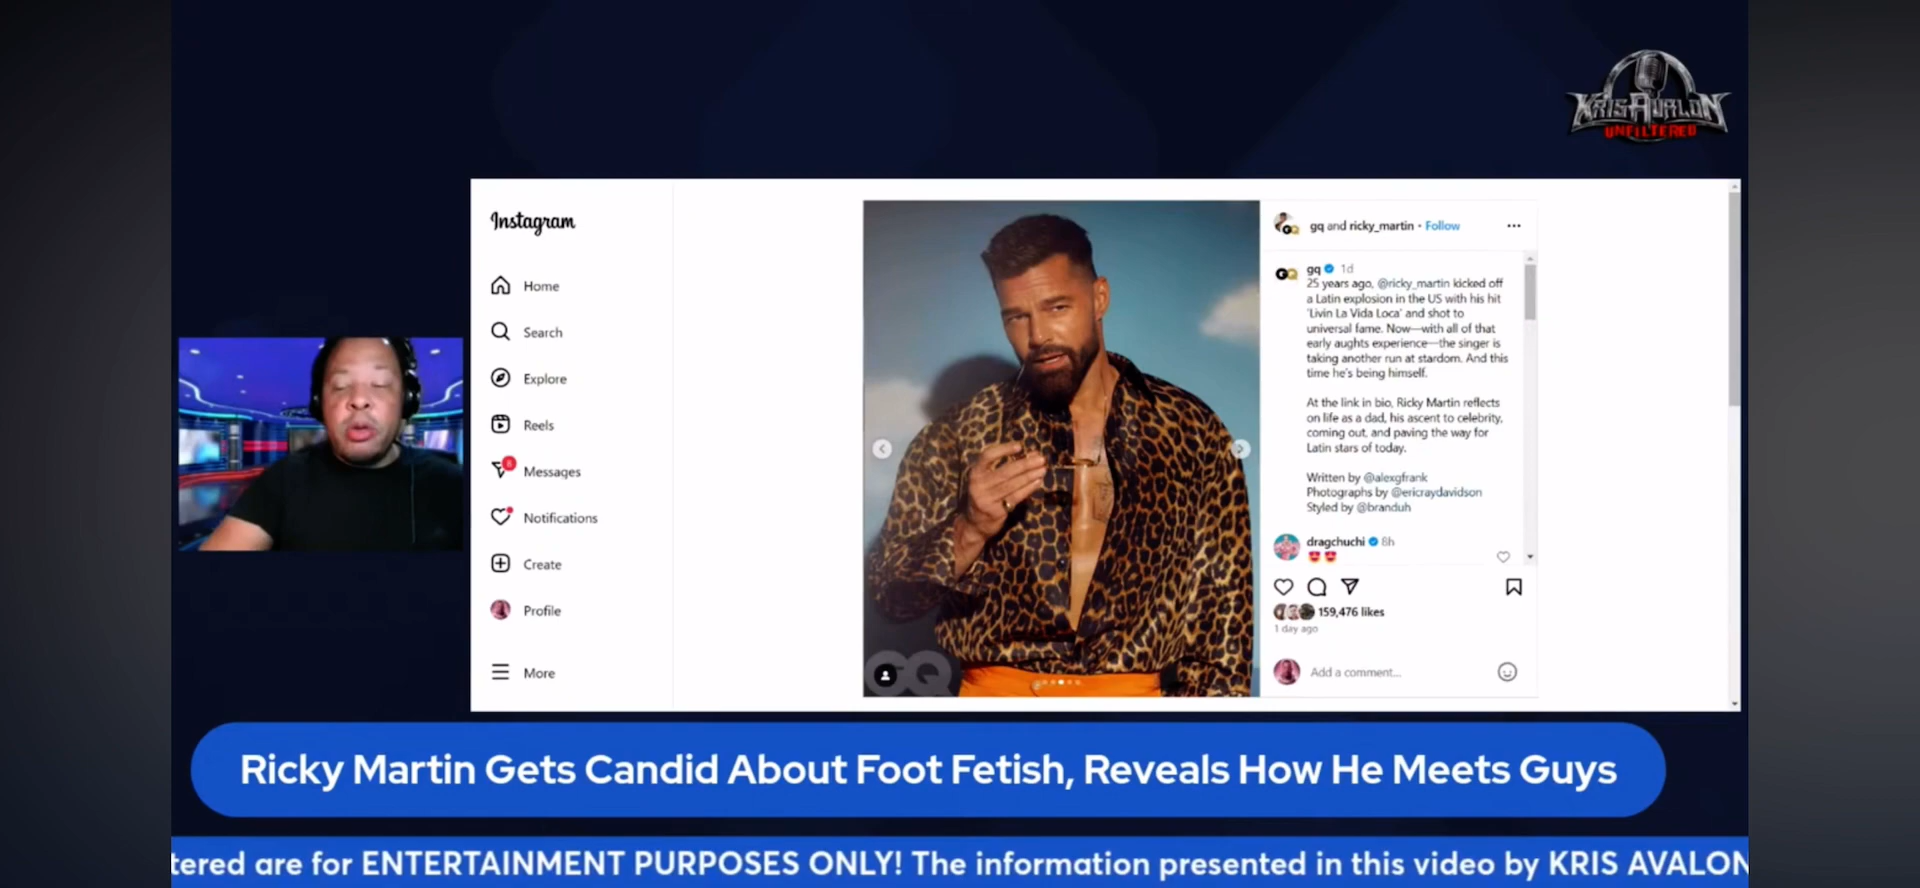 KRIS AVALON
UNFILTERED
Instagram
Home
Search
Explore
Reels
8
Messages
Notifications
Create
Profile
More
GQ
gq and ricky_martin • Follow
gq 1d
25 years ago, @ricky_martin kicked off
a Latin explosion in the US with his hit
'Livin La Vida Loca' and shot to
universal fame. Now—with all of that
early aughts experience—the singer is
taking another run at stardom. And this
time he's being himself.
At the link in bio, Ricky Martin reflects
on life as a dad, his ascent to celebrity,
coming out, and paving the way for
Latin stars of today.
Written by @alexgfrank
Photographs by @ericraydavidson
Styled by @branduh
dragchuchi 8h
😍😍
159,476 likes
1 day ago
Add a comment...
Ricky Martin Gets Candid About Foot Fetish, Reveals How He Meets Guys
tered are for ENTERTAINMENT PURPOSES ONLY! The information presented in this video by KRIS AVALON